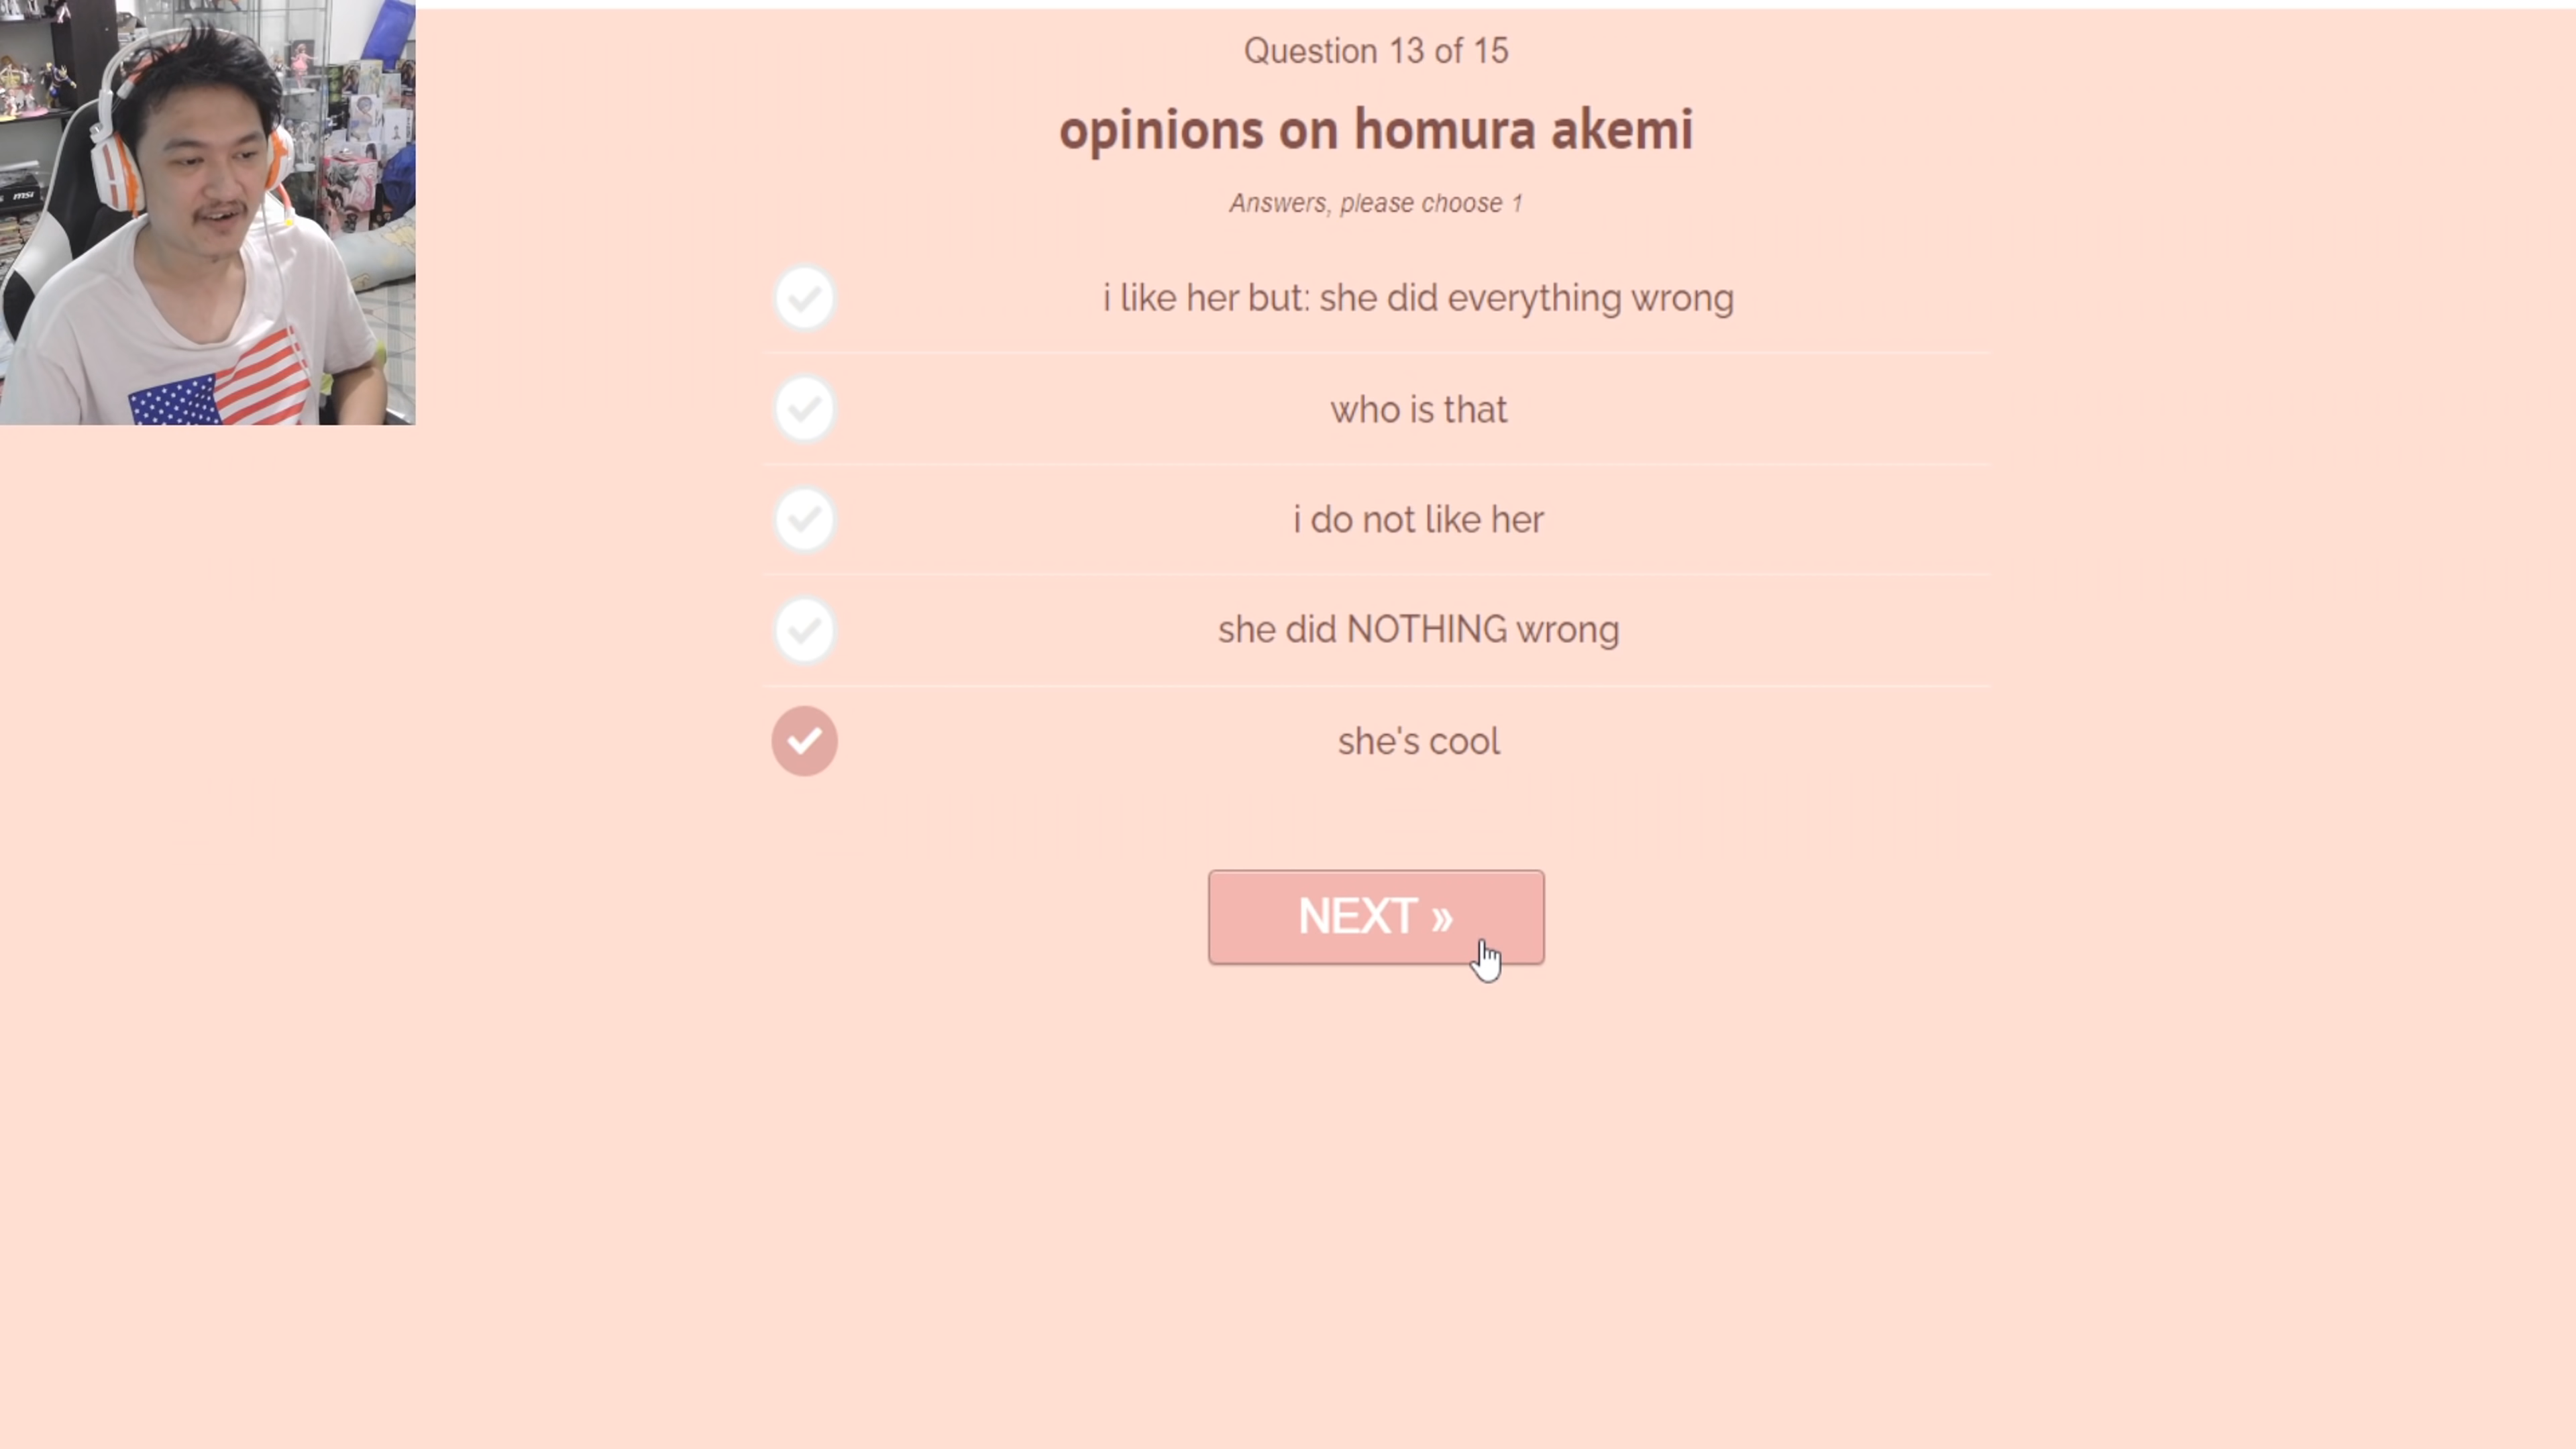 Question 13 of 15
opinions on homura akemi
Answers, please choose 1
i like her but: she did everything wrong
who is that
i do not like her
she did NOTHING wrong
she's cool
NEXT »
msi